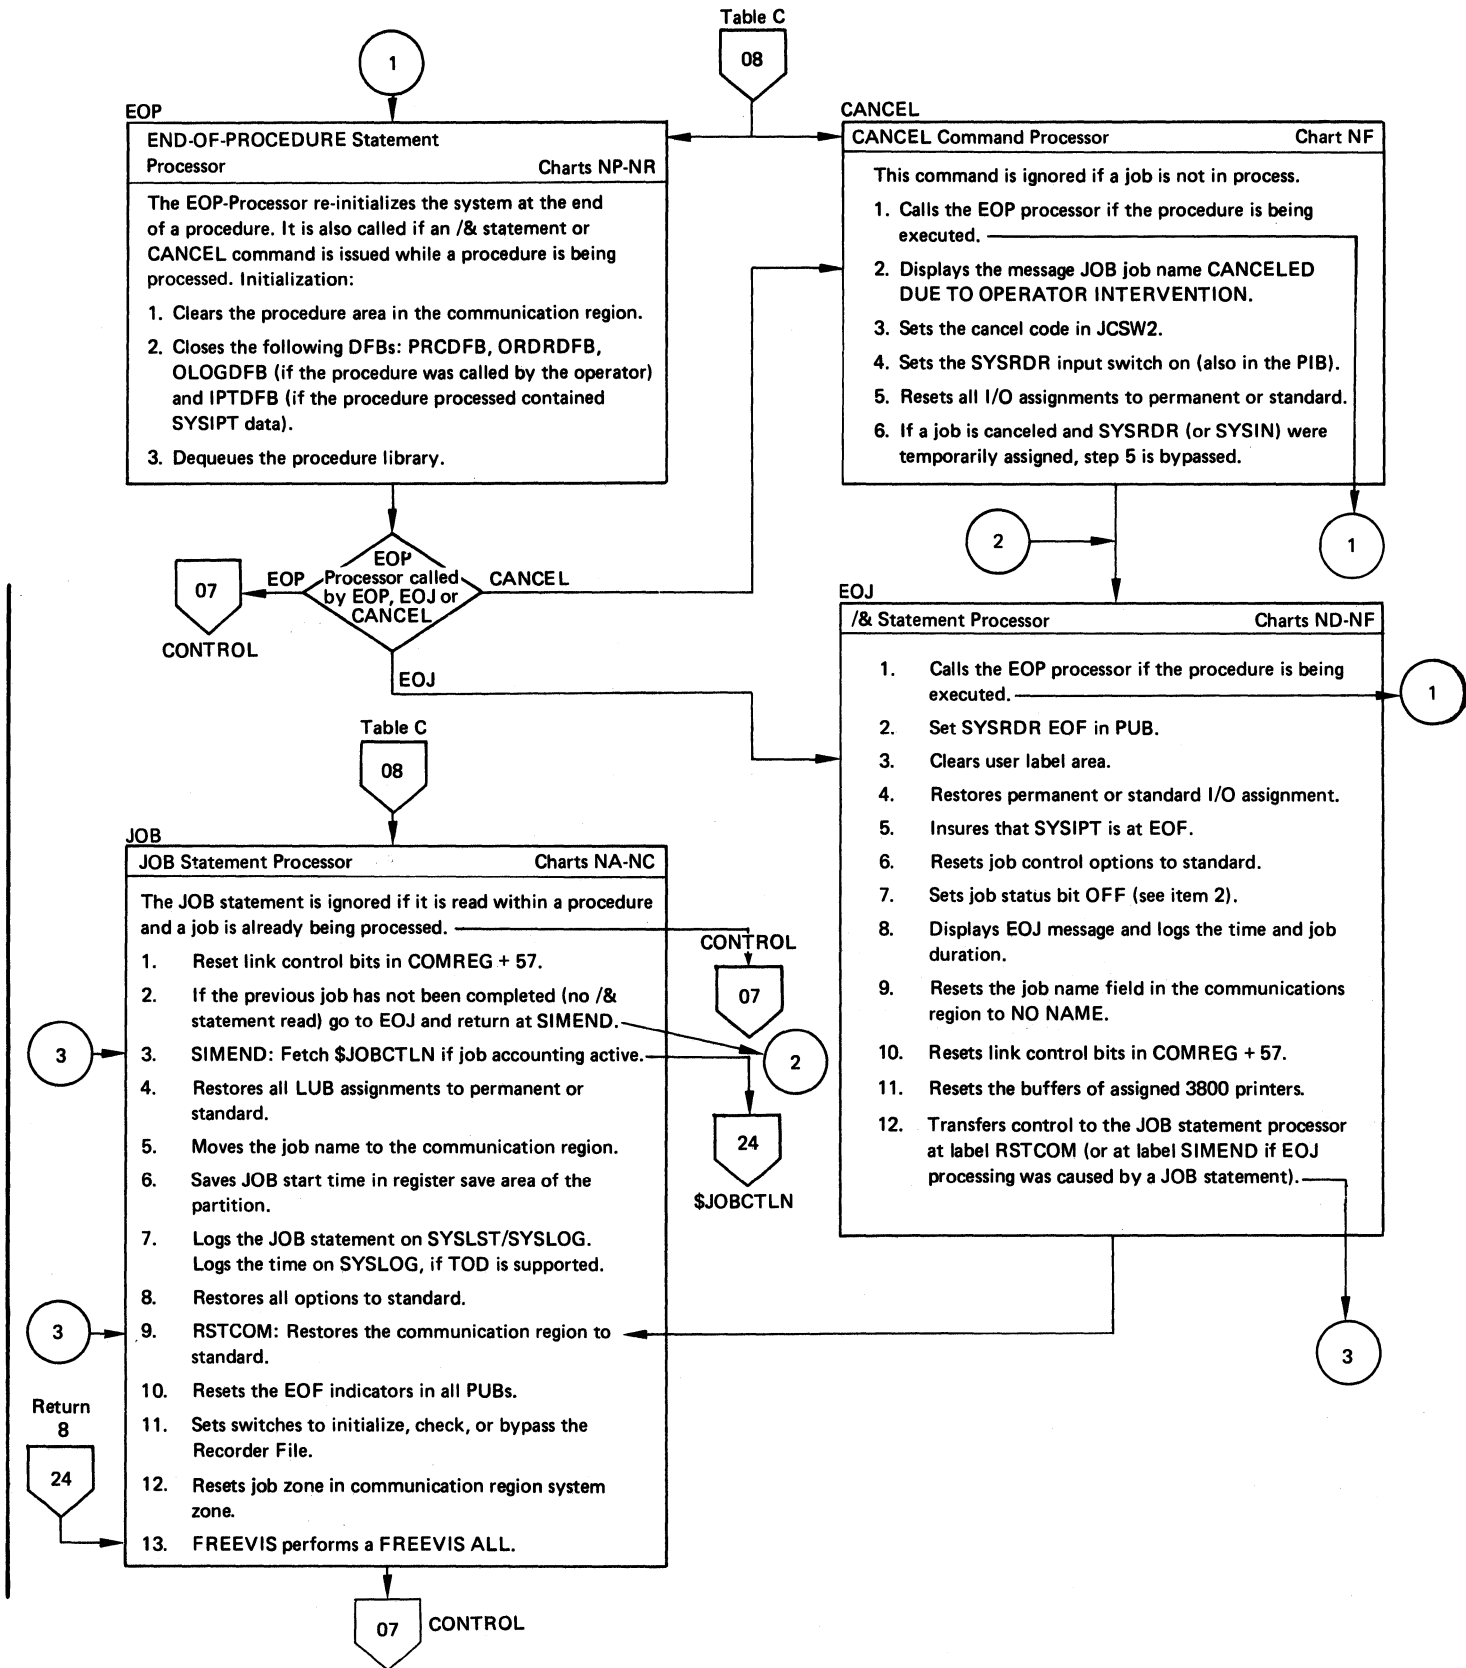 Table C
08
1
EOP
END-OF-PROCEDURE Statement
Processor Charts NP-NR
The EOP-Processor re-initializes the system at the end
of a procedure. It is also called if an /& statement or
CANCEL command is issued while a procedure is being
processed. Initialization:
1. Clears the procedure area in the communication region.
2. Closes the following DFBs: PRCDFB, ORDRDFB,
OLOGDFB (if the procedure was called by the operator)
and IPTDFB (if the procedure processed contained
SYSIPT data).
3. Dequeues the procedure library.
CANCEL
CANCEL Command Processor Chart NF
This command is ignored if a job is not in process.
1. Calls the EOP processor if the procedure is being
executed.
2. Displays the message JOB job name CANCELED
DUE TO OPERATOR INTERVENTION.
3. Sets the cancel code in JCSW2.
4. Sets the SYSRDR input switch on (also in the PIB).
5. Resets all I/O assignments to permanent or standard.
6. If a job is canceled and SYSRDR (or SYSIN) were
temporarily assigned, step 5 is bypassed.
2
1
EOP
Processor called
by EOP, EOJ or
CANCEL
EOP
07
CONTROL
CANCEL
EOJ
EOJ
/& Statement Processor Charts ND-NF
1. Calls the EOP processor if the procedure is being
executed.
1
2. Set SYSRDR EOF in PUB.
3. Clears user label area.
4. Restores permanent or standard I/O assignment.
5. Insures that SYSIPT is at EOF.
6. Resets job control options to standard.
7. Sets job status bit OFF (see item 2).
8. Displays EOJ message and logs the time and job
duration.
9. Resets the job name field in the communications
region to NO NAME.
10. Resets link control bits in COMREG + 57.
11. Resets the buffers of assigned 3800 printers.
12. Transfers control to the JOB statement processor
at label RSTCOM (or at label SIMEND if EOJ
processing was caused by a JOB statement).
3
Table C
08
JOB
JOB Statement Processor Charts NA-NC
The JOB statement is ignored if it is read within a procedure
and a job is already being processed.
CONTROL
07
1. Reset link control bits in COMREG + 57.
2. If the previous job has not been completed (no /&
statement read) go to EOJ and return at SIMEND.
2
3
3. SIMEND: Fetch $JOBCTLN if job accounting active.
24
$JOBCTLN
4. Restores all LUB assignments to permanent or
standard.
5. Moves the job name to the communication region.
6. Saves JOB start time in register save area of the
partition.
7. Logs the JOB statement on SYSLST/SYSLOG.
Logs the time on SYSLOG, if TOD is supported.
8. Restores all options to standard.
3
9. RSTCOM: Restores the communication region to
standard.
10. Resets the EOF indicators in all PUBs.
11. Sets switches to initialize, check, or bypass the
Recorder File.
12. Resets job zone in communication region system
zone.
Return
8
24
13. FREEVIS performs a FREEVIS ALL.
07
CONTROL